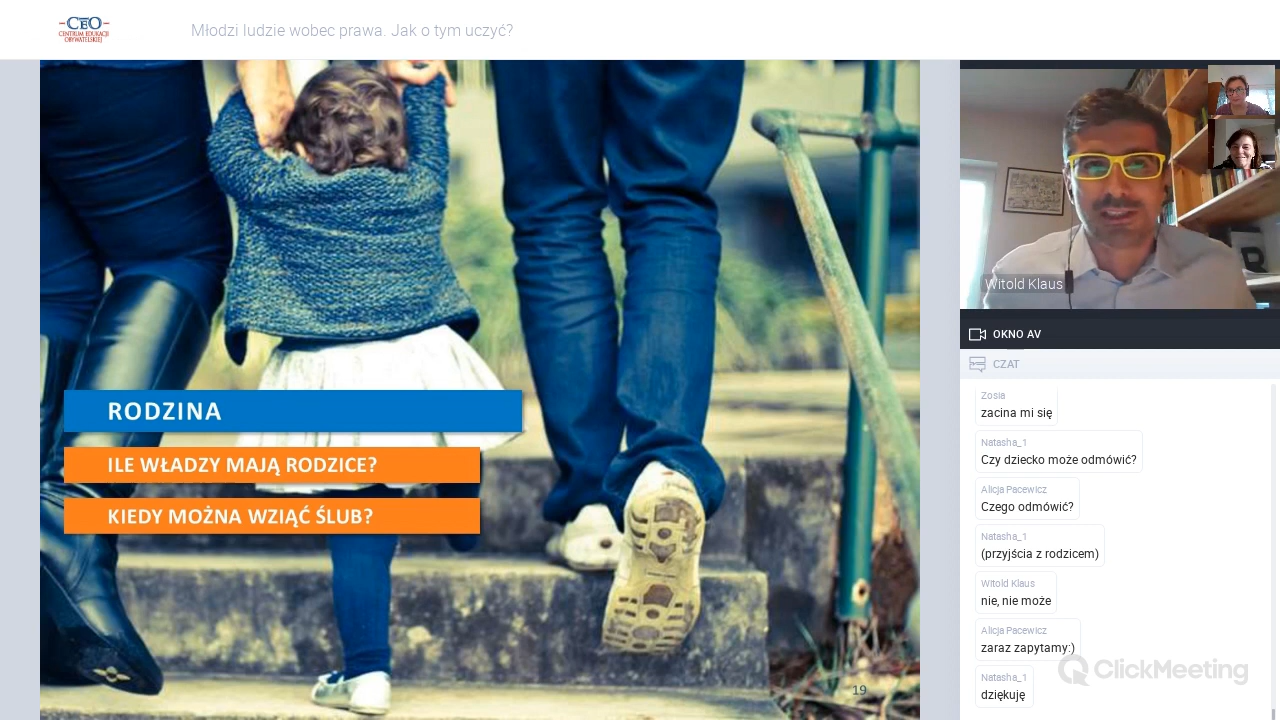 CEO
CENTRUM EDUKACJI
OBYWATELSKIEJ
Młodzi ludzie wobec prawa. Jak o tym uczyć?
RODZINA
ILE WŁADZY MAJĄ RODZICE?
KIEDY MOŻNA WZIĄĆ ŚLUB?
19
Witold Klaus
OKNO AV
CZAT
Zosia
zacina mi się
Natasha_1
Czy dziecko może odmówić?
Alicja Pacewicz
Czego odmówić?
Natasha_1
(przyjścia z rodzicem)
Witold Klaus
nie, nie może
Alicja Pacewicz
zaraz zapytamy:)
Natasha_1
dziękuję
ClickMeeting